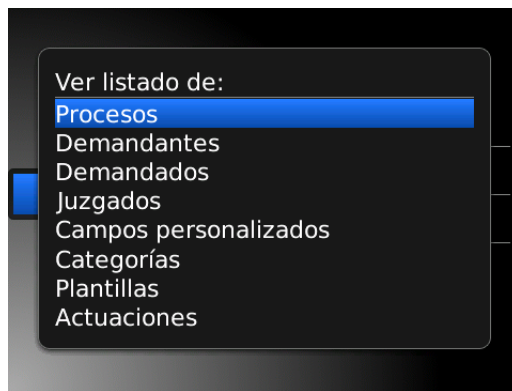 Ver listado de:
Procesos
Demandantes
Demandados
Juzgados
Campos personalizados
Categorías
Plantillas
Actuaciones